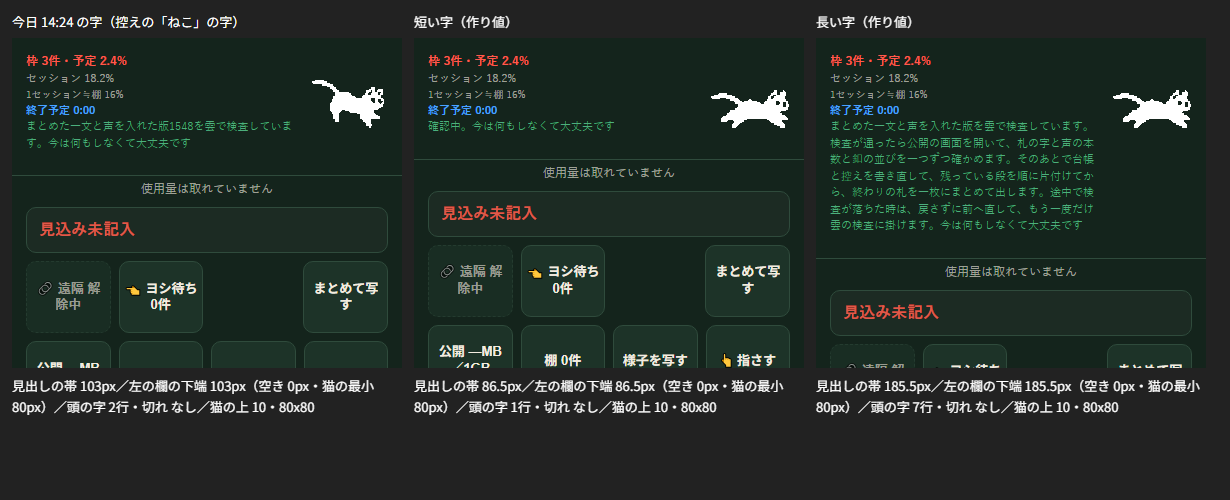 今日 14:24 の字（控えの「ねこ」の字）
枠 3件・予定 2.4%
セッション 18.2%
1セッション≒棚 16%
終了予定 0:00
まとめた一文と声を入れた版1548を雲で検査していま
す。今は何もしなくて大丈夫です
使用量は取れていません
見込み未記入
遠隔 解
除中
👈 ヨシ待ち
0件
まとめて写
す
公開 —MB
短い字（作り値）
枠 3件・予定 2.4%
セッション 18.2%
1セッション≒棚 16%
終了予定 0:00
確認中。今は何もしなくて大丈夫です
使用量は取れていません
見込み未記入
遠隔 解
除中
👈 ヨシ待ち
0件
まとめて写
す
公開 —MB
／1GB
棚 0件
様子を写す
👆 指さす
長い字（作り値）
枠 3件・予定 2.4%
セッション 18.2%
1セッション≒棚 16%
終了予定 0:00
まとめた一文と声を入れた版を雲で検査しています。
検査が通ったら公開の画面を開いて、札の字と声の本
数と釦の並びを一つずつ確かめます。そのあとで台帳
と控えを書き直して、残っている段を順に片付けてか
ら、終わりの札を一枚にまとめて出します。途中で検
査が落ちた時は、戻さずに前へ直して、もう一度だけ
雲の検査に掛けます。今は何もしなくて大丈夫です
使用量は取れていません
見込み未記入
遠隔 解
ヨシ待ち
まとめて写
見出しの帯 103px／左の欄の下端 103px（空き 0px・猫の最小
80px）／頭の字 2行・切れ なし／猫の上 10・80x80
見出しの帯 86.5px／左の欄の下端 86.5px（空き 0px・猫の最小
80px）／頭の字 1行・切れ なし／猫の上 10・80x80
見出しの帯 185.5px／左の欄の下端 185.5px（空き 0px・猫の最小
80px）／頭の字 7行・切れ なし／猫の上 10・80x80